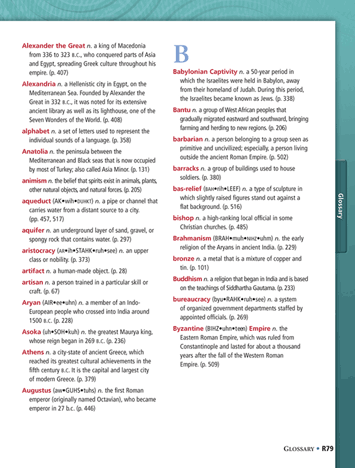 Alexander the Great n. a king of Macedonia
from 336 to 323 B.C., who conquered parts of Asia
and Egypt, spreading Greek culture throughout his
empire. (p. 407)
Alexandria n. a Hellenistic city in Egypt, on the
Mediterranean Sea. Founded by Alexander the
Great in 332 B.C., it was noted for its extensive
ancient library as well as its lighthouse, one of the
Seven Wonders of the World. (p. 408)
alphabet n. a set of letters used to represent the
individual sounds of a language. (p. 358)
Anatolia n. the peninsula between the
Mediterranean and Black seas that is now occupied
by most of Turkey; also called Asia Minor. (p. 131)
animism n. the belief that spirits exist in animals, plants,
other natural objects, and natural forces. (p. 205)
aqueduct (AK•wih•DUHKT) n. a pipe or channel that
carries water from a distant source to a city.
(pp. 457, 517)
aquifer n. an underground layer of sand, gravel, or
spongy rock that contains water. (p. 297)
aristocracy (AR•ih•STAHK•ruh•see) n. an upper
class or nobility. (p. 373)
artifact n. a human-made object. (p. 28)
artisan n. a person trained in a particular skill or
craft. (p. 67)
Aryan (AIR•ee•uhn) n. a member of an Indo-
European people who crossed into India around
1500 B.C. (p. 228)
Asoka (uh•SOH•kuh) n. the greatest Maurya king,
whose reign began in 269 B.C. (p. 236)
Athens n. a city-state of ancient Greece, which
reached its greatest cultural achievements in the
fifth century B.C. It is the capital and largest city
of modern Greece. (p. 379)
Augustus (aw•GUHS•tuhs) n. the first Roman
emperor (originally named Octavian), who became
emperor in 27 B.C. (p. 446)
B
Babylonian Captivity n. a 50-year period in
which the Israelites were held in Babylon, away
from their homeland of Judah. During this period,
the Israelites became known as Jews. (p. 338)
Bantu n. a group of West African peoples that
gradually migrated eastward and southward, bringing
farming and herding to new regions. (p. 206)
barbarian n. a person belonging to a group seen as
primitive and uncivilized; especially, a person living
outside the ancient Roman Empire. (p. 502)
barracks n. a group of buildings used to house
soldiers. (p. 380)
bas-relief (BAH•rih•LEEF) n. a type of sculpture in
which slightly raised figures stand out against a
flat background. (p. 516)
bishop n. a high-ranking local official in some
Christian churches. (p. 485)
Brahmanism (BRAH•muh•NIHZ•uhm) n. the early
religion of the Aryans in ancient India. (p. 229)
bronze n. a metal that is a mixture of copper and
tin. (p. 101)
Buddhism n. a religion that began in India and is based
on the teachings of Siddhartha Gautama. (p. 233)
bureaucracy (byu•RAHK•ruh•see) n. a system
of organized government departments staffed by
appointed officials. (p. 269)
Byzantine (BIHZ•uhn•TEEN) Empire n. the
Eastern Roman Empire, which was ruled from
Constantinople and lasted for about a thousand
years after the fall of the Western Roman
Empire. (p. 509)
Glossary
GLOSSARY • R79